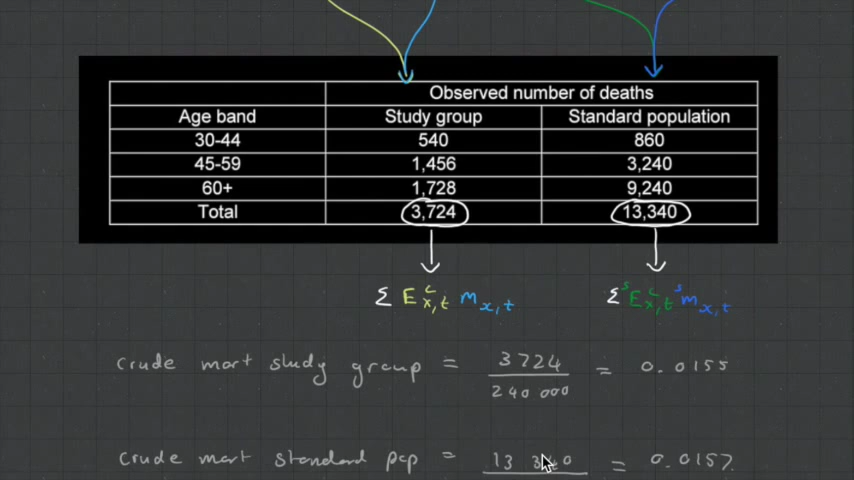 Observed number of deaths
Age band Study group Standard population
30-44 540 860
45-59 1,456 3,240
60+ 1,728 9,240
Total 3,724 13,340
Σ E^c_x,t m_x,t Σ ^sE^c_x,t ^sm_x,t
crude mort study group = 3724 / 240 000 = 0.0155
crude mort standard pop = 13 340 = 0.0157